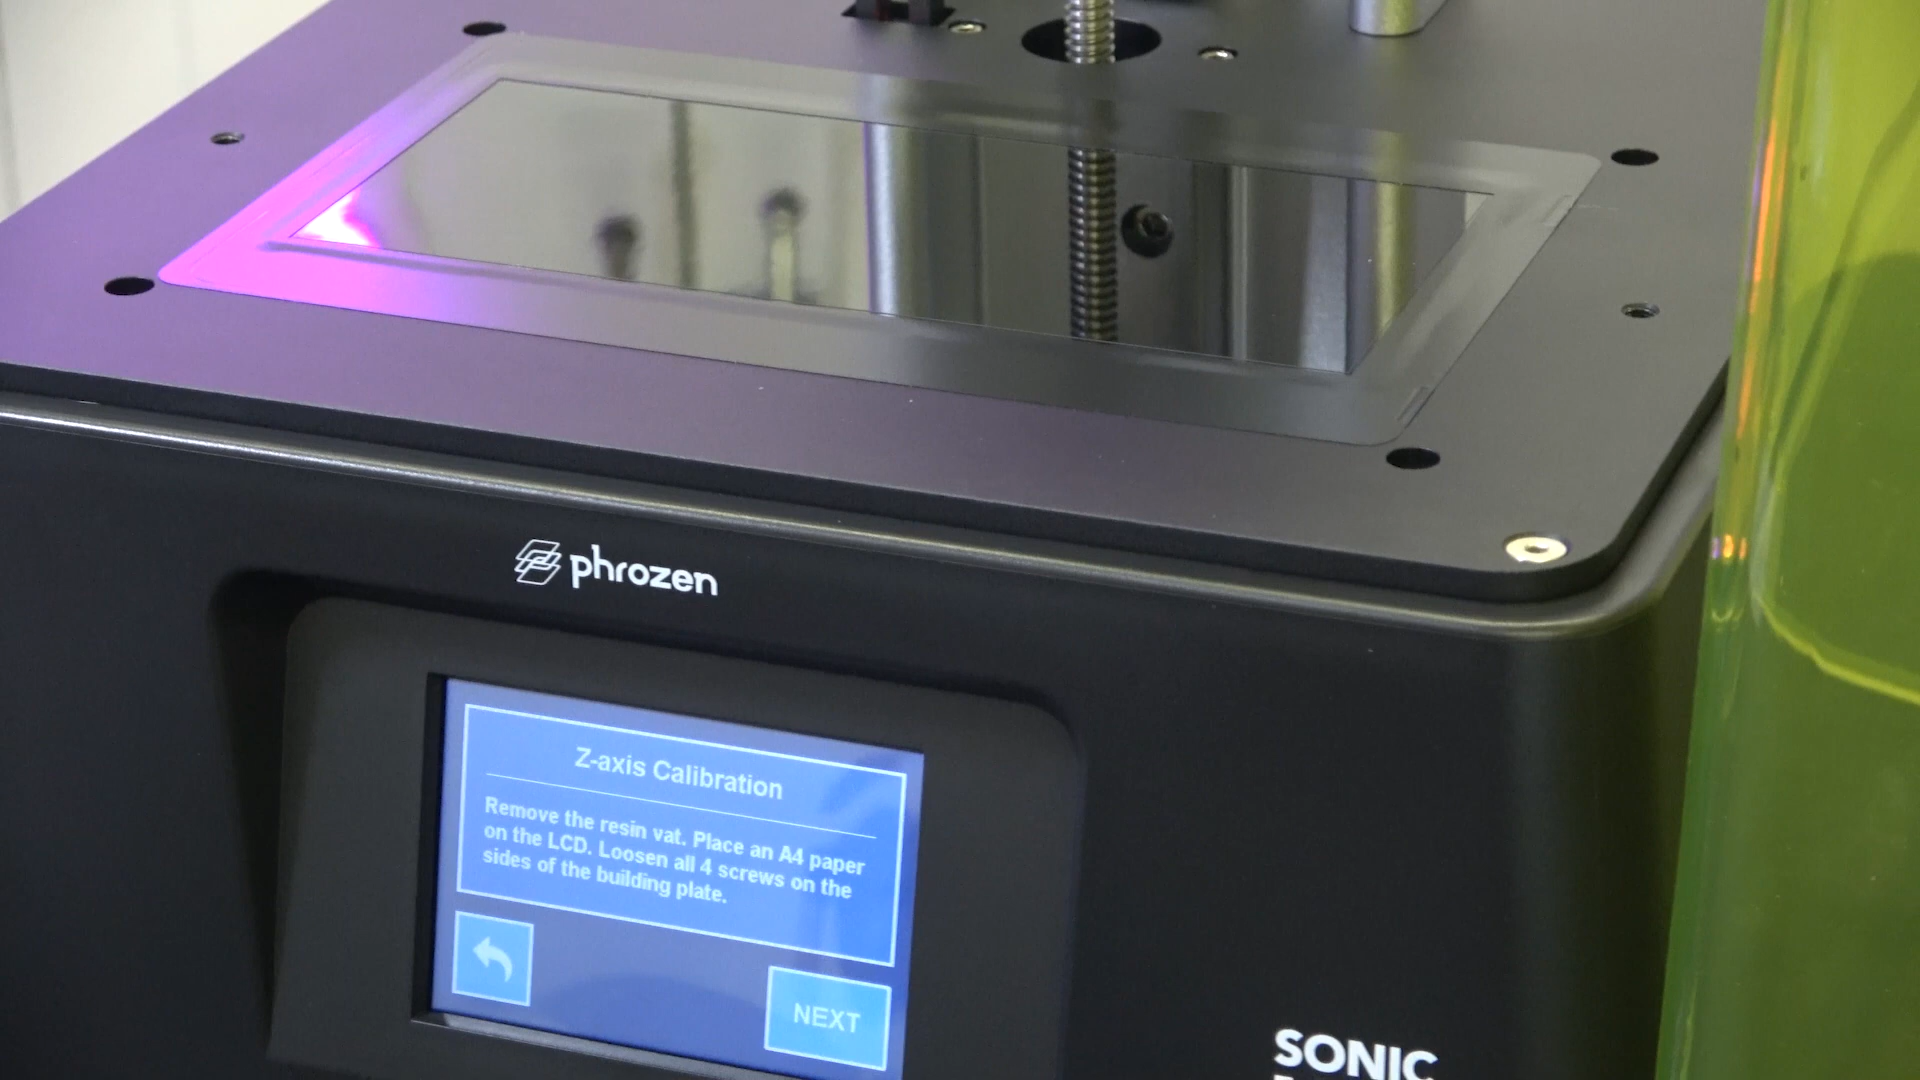 phrozen
Z-axis Calibration
Remove the resin vat. Place an A4 paper
on the LCD. Loosen all 4 screws on the
sides of the building plate.
NEXT
SONIC